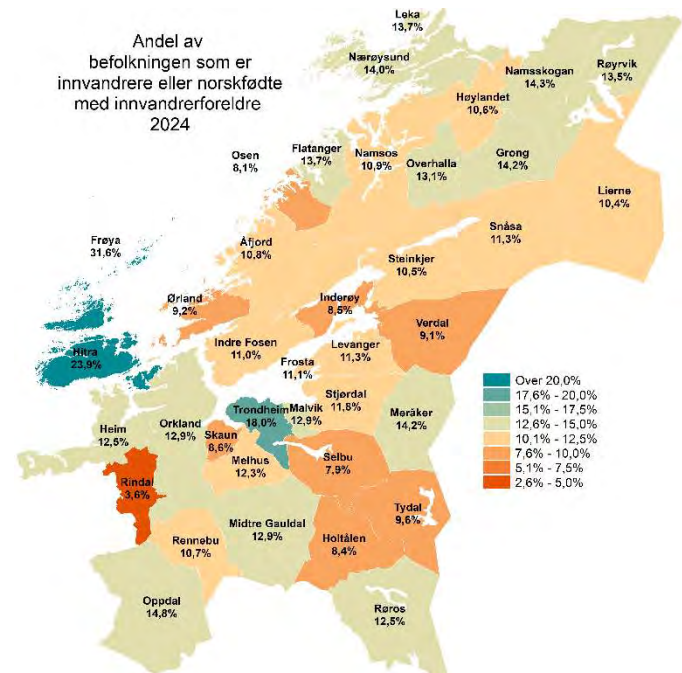 Andel av
befolkningen som er
innvandrere eller norskfødte
med innvandrerforeldre
2024
Leka
13,7%
Nærøysund
14,0%
Namsskogan
14,3%
Røyrvik
13,5%
Høylandet
10,6%
Osen
8,1%
Flatanger
13,7%
Namsos
10,9%
Overhalla
13,1%
Grong
14,2%
Lierne
10,4%
Snåsa
11,3%
Frøya
31,6%
Åfjord
10,8%
Steinkjer
10,5%
Ørland
9,2%
Inderøy
8,5%
Verdal
9,1%
Hitra
23,9%
Indre Fosen
11,0%
Levanger
11,3%
Frosta
11,1%
Stjørdal
11,8%
Trondheim
18,0%
Malvik
12,9%
Meråker
14,2%
Heim
12,5%
Orkland
12,9%
Skaun
8,6%
Melhus
12,3%
Selbu
7,9%
Rindal
3,6%
Tydal
9,6%
Midtre Gauldal
12,9%
Holtålen
8,4%
Rennebu
10,7%
Oppdal
14,8%
Røros
12,5%
Over 20,0%
17,6% - 20,0%
15,1% - 17,5%
12,6% - 15,0%
10,1% - 12,5%
7,6% - 10,0%
5,1% - 7,5%
2,6% - 5,0%